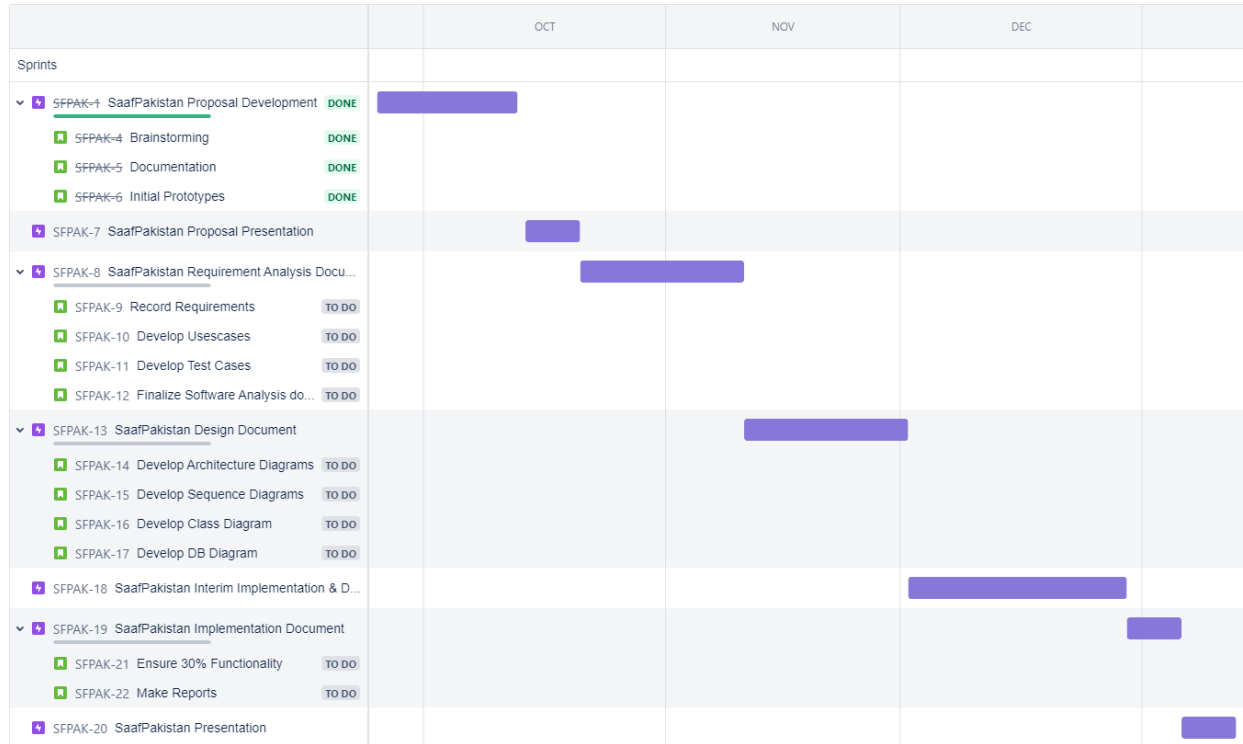 OCT NOV DEC
Sprints
SFPAK-1 SaafPakistan Proposal Development DONE
SFPAK-4 Brainstorming DONE
SFPAK-5 Documentation DONE
SFPAK-6 Initial Prototypes DONE
SFPAK-7 SaafPakistan Proposal Presentation
SFPAK-8 SaafPakistan Requirement Analysis Docu...
SFPAK-9 Record Requirements TO DO
SFPAK-10 Develop Usescases TO DO
SFPAK-11 Develop Test Cases TO DO
SFPAK-12 Finalize Software Analysis do... TO DO
SFPAK-13 SaafPakistan Design Document
SFPAK-14 Develop Architecture Diagrams TO DO
SFPAK-15 Develop Sequence Diagrams TO DO
SFPAK-16 Develop Class Diagram TO DO
SFPAK-17 Develop DB Diagram TO DO
SFPAK-18 SaafPakistan Interim Implementation & D...
SFPAK-19 SaafPakistan Implementation Document
SFPAK-21 Ensure 30% Functionality TO DO
SFPAK-22 Make Reports TO DO
SFPAK-20 SaafPakistan Presentation